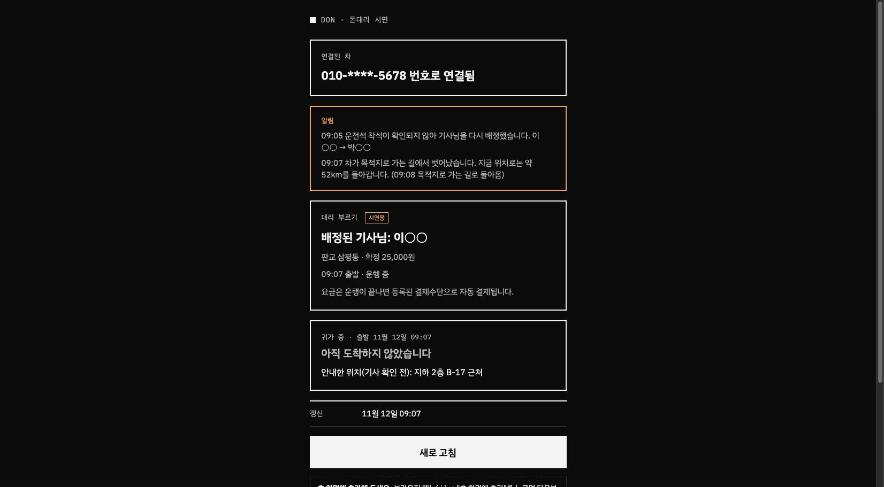 DON · 온대리 시연
연결된 차
010-****-5678 번호로 연결됨
알림
09:05 운전석 착석이 확인되지 않아 기사님을 다시 배정했습니다. 이
○○ → 박○○
09:07 차가 목적지로 가는 길에서 벗어났습니다. 지금 위치로는 약
52km를 돌아갑니다. (09:08 목적지로 가는 길로 돌아옴)
대리 부르기 시연용
배정된 기사님: 이○○
판교 삼평동 · 확정 25,000원
09:07 출발 · 운행 중
요금은 운행이 끝나면 등록된 결제수단으로 자동 결제됩니다.
귀가 중 · 출발 11월 12일 09:07
아직 도착하지 않았습니다
안내한 위치(기사 확인 전): 지하 2층 B-17 근처
갱신 11월 12일 09:07
새로 고침